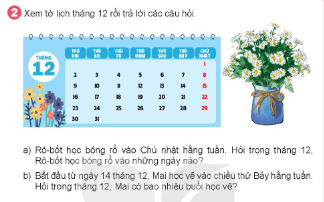 2 Xem tờ lịch tháng 12 rồi trả lời các câu hỏi.
THÁNG 12
THỨ HAI THỨ BA THỨ TƯ THỨ NĂM THỨ SÁU THỨ BẢY CHỦ NHẬT
1
2 3 4 5 6 7 8
9 10 11 12 13 14 15
16 17 18 19 20 21 22
23 24 25 26 27 28 29
30 31
a) Rô-bốt học bóng rổ vào Chủ nhật hằng tuần. Hỏi trong tháng 12,
Rô-bốt học bóng rổ vào những ngày nào?
b) Bắt đầu từ ngày 14 tháng 12, Mai học vẽ vào chiều thứ Bảy hằng tuần.
Hỏi trong tháng 12, Mai có bao nhiêu buổi học vẽ?